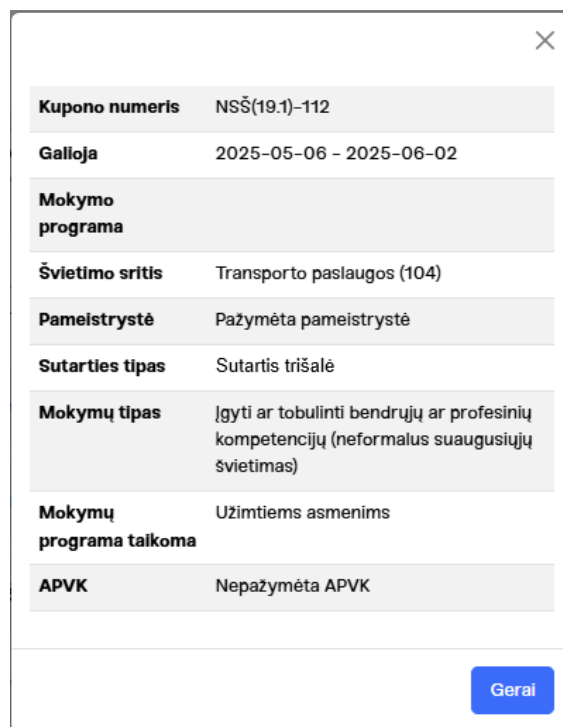 Kupono numeris NSŠ(19.1)-112
Galioja 2025-05-06 - 2025-06-02
Mokymo
programa
Švietimo sritis Transporto paslaugos (104)
Pameistrystė Pažymėta pameistrystė
Sutarties tipas Sutartis trišalė
Mokymų tipas Įgyti ar tobulinti bendrųjų ar profesinių
kompetencijų (neformalus suaugusiųjų
švietimas)
Mokymų Užimtiems asmenims
programa taikoma
APVK Nepažymėta APVK
Gerai